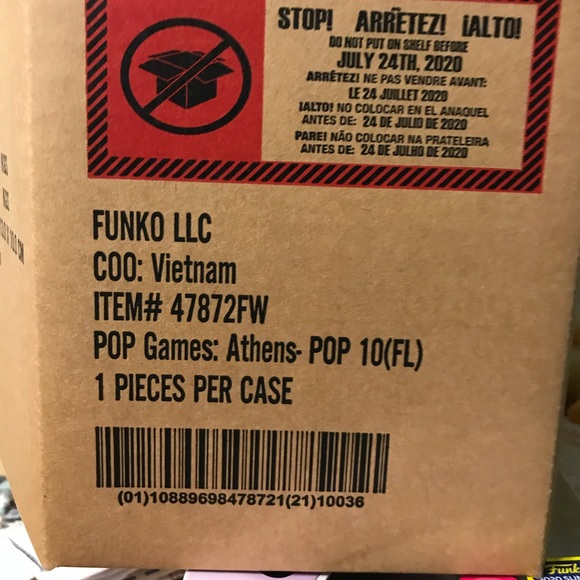 STOP! ARRÊTEZ! ¡ALTO!
DO NOT PUT ON SHELF BEFORE
JULY 24TH, 2020
ARRÊTEZ! NE PAS VENDRE AVANT:
LE 24 JUILLET 2020
¡ALTO! NO COLOCAR EN EL ANAQUEL
ANTES DE: 24 DE JULIO DE 2020
PARE! NÃO COLOCAR NA PRATELEIRA
ANTES DE: 24 DE JULHO DE 2020
FUNKO LLC
COO: Vietnam
ITEM# 47872FW
POP Games: Athens- POP 10(FL)
1 PIECES PER CASE
(01)10889698478721(21)10036
Funko